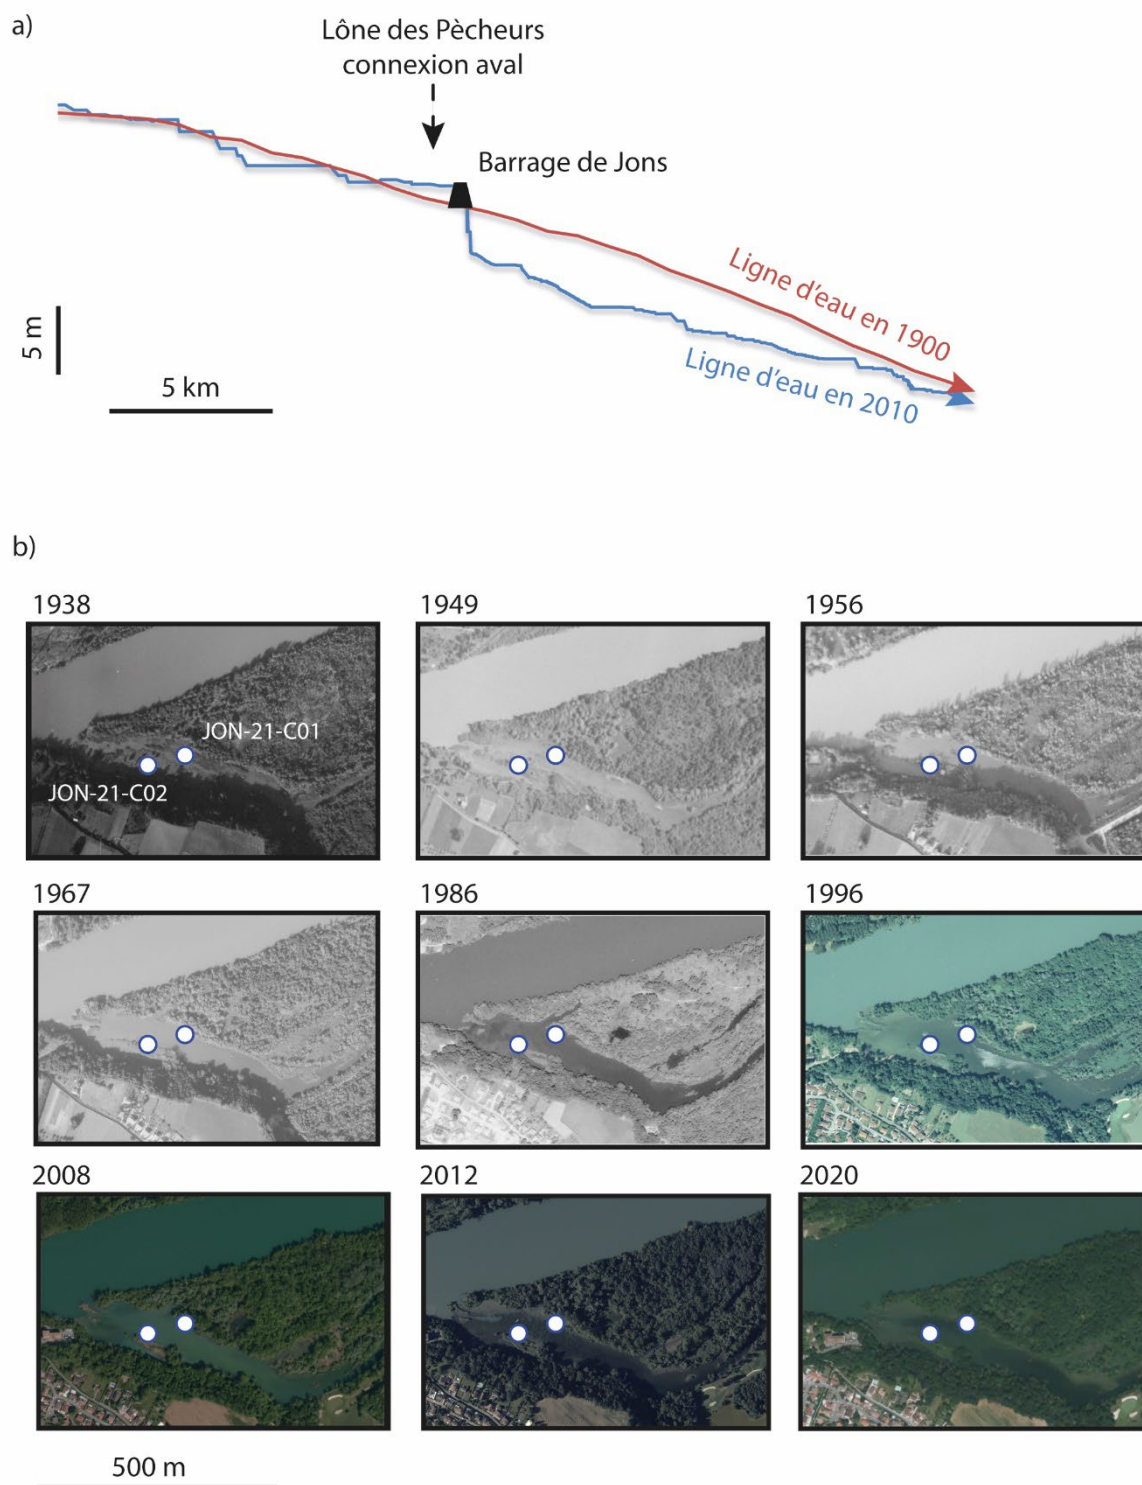 a)
Lône des Pècheurs
connexion aval
Barrage de Jons
Ligne d'eau en 1900
Ligne d'eau en 2010
5 m
5 km
b)
1938
1949
1956
JON-21-C01
JON-21-C02
1967
1986
1996
2008
2012
2020
500 m